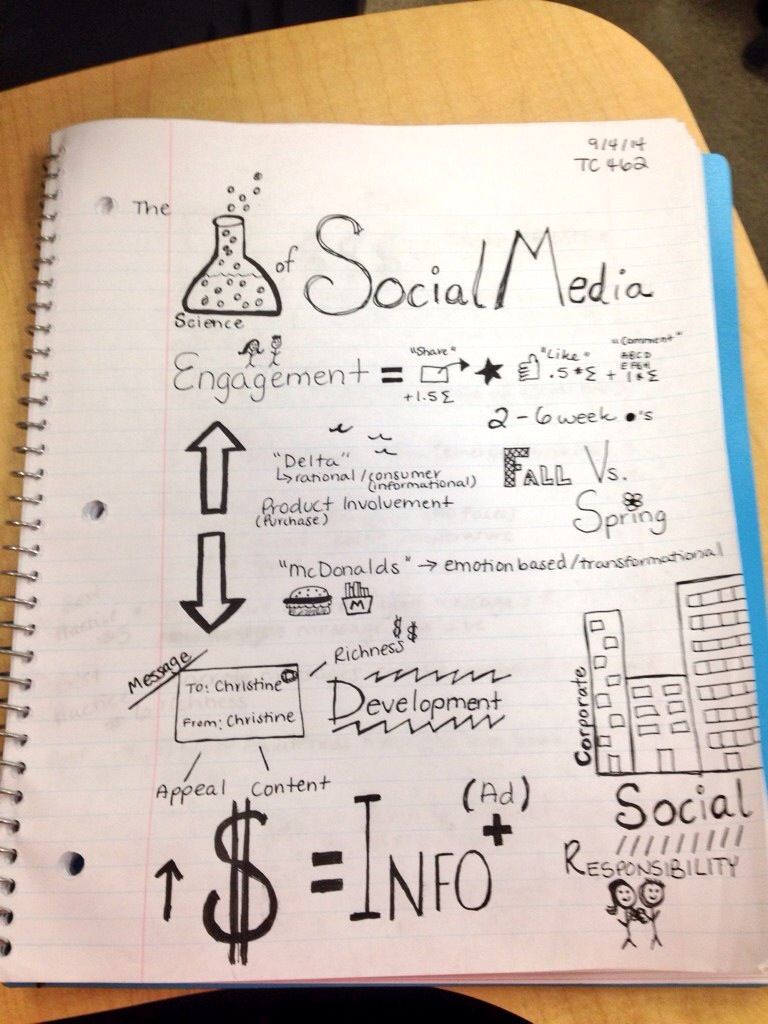 9/4/14
TC 462
The
Science
of Social Media
Engagement = "Share" +1.5Σ "Like" .5*Σ + "Comment" ABCD EFGH 1*Σ
2-6 week 's
"Delta"
rational/consumer
(informational)
Product Involvement
(Purchase)
FALL Vs.
Spring
"mcDonalds" → emotion based/transformational
M
Message
Richness $$
To: Christine
From: Christine
Development
Appeal Content
Corporate
Social
RESPONSIBILITY
(Ad)
↑ $ = INFO +